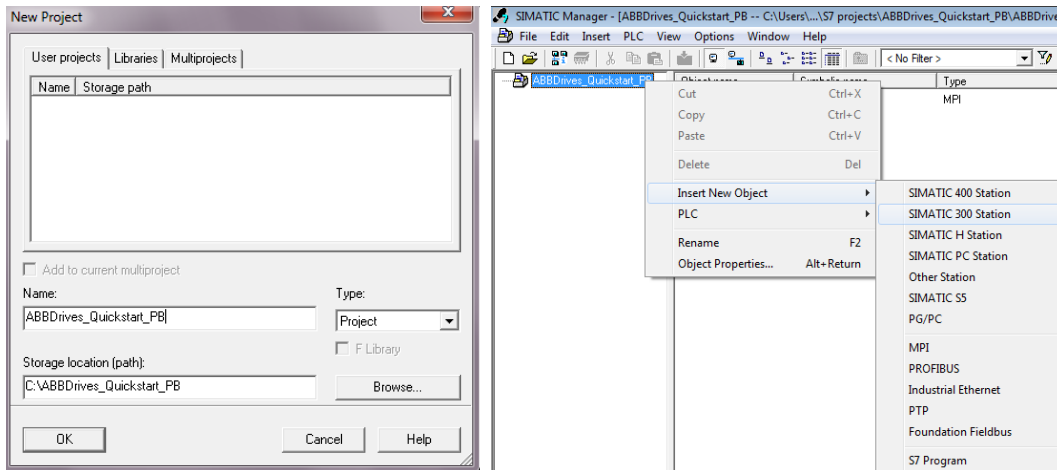 New Project
User projects Libraries Multiprojects
Name Storage path
Add to current multiproject
Name: Type:
ABBDrives_Quickstart_PB Project
F Library
Storage location (path):
C:\ABBDrives_Quickstart_PB Browse...
OK Cancel Help
SIMATIC Manager - [ABBDrives_Quickstart_PB -- C:\Users\...\S7 projects\ABBDrives_Quickstart_PB\ABBDrive
File Edit Insert PLC View Options Window Help
< No Filter >
ABBDrives_Quickstart_PB Object name Symbolic name Type
MPI
Cut Ctrl+X
Copy Ctrl+C
Paste Ctrl+V
Delete Del
Insert New Object
PLC
Rename F2
Object Properties... Alt+Return
SIMATIC 400 Station
SIMATIC 300 Station
SIMATIC H Station
SIMATIC PC Station
Other Station
SIMATIC S5
PG/PC
MPI
PROFIBUS
Industrial Ethernet
PTP
Foundation Fieldbus
S7 Program